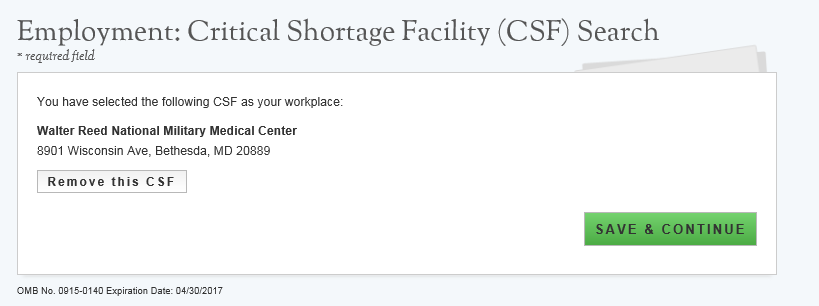 Employment: Critical Shortage Facility (CSF) Search
* required field
You have selected the following CSF as your workplace:
Walter Reed National Military Medical Center
8901 Wisconsin Ave, Bethesda, MD 20889
Remove this CSF
SAVE & CONTINUE
OMB No. 0915-0140 Expiration Date: 04/30/2017